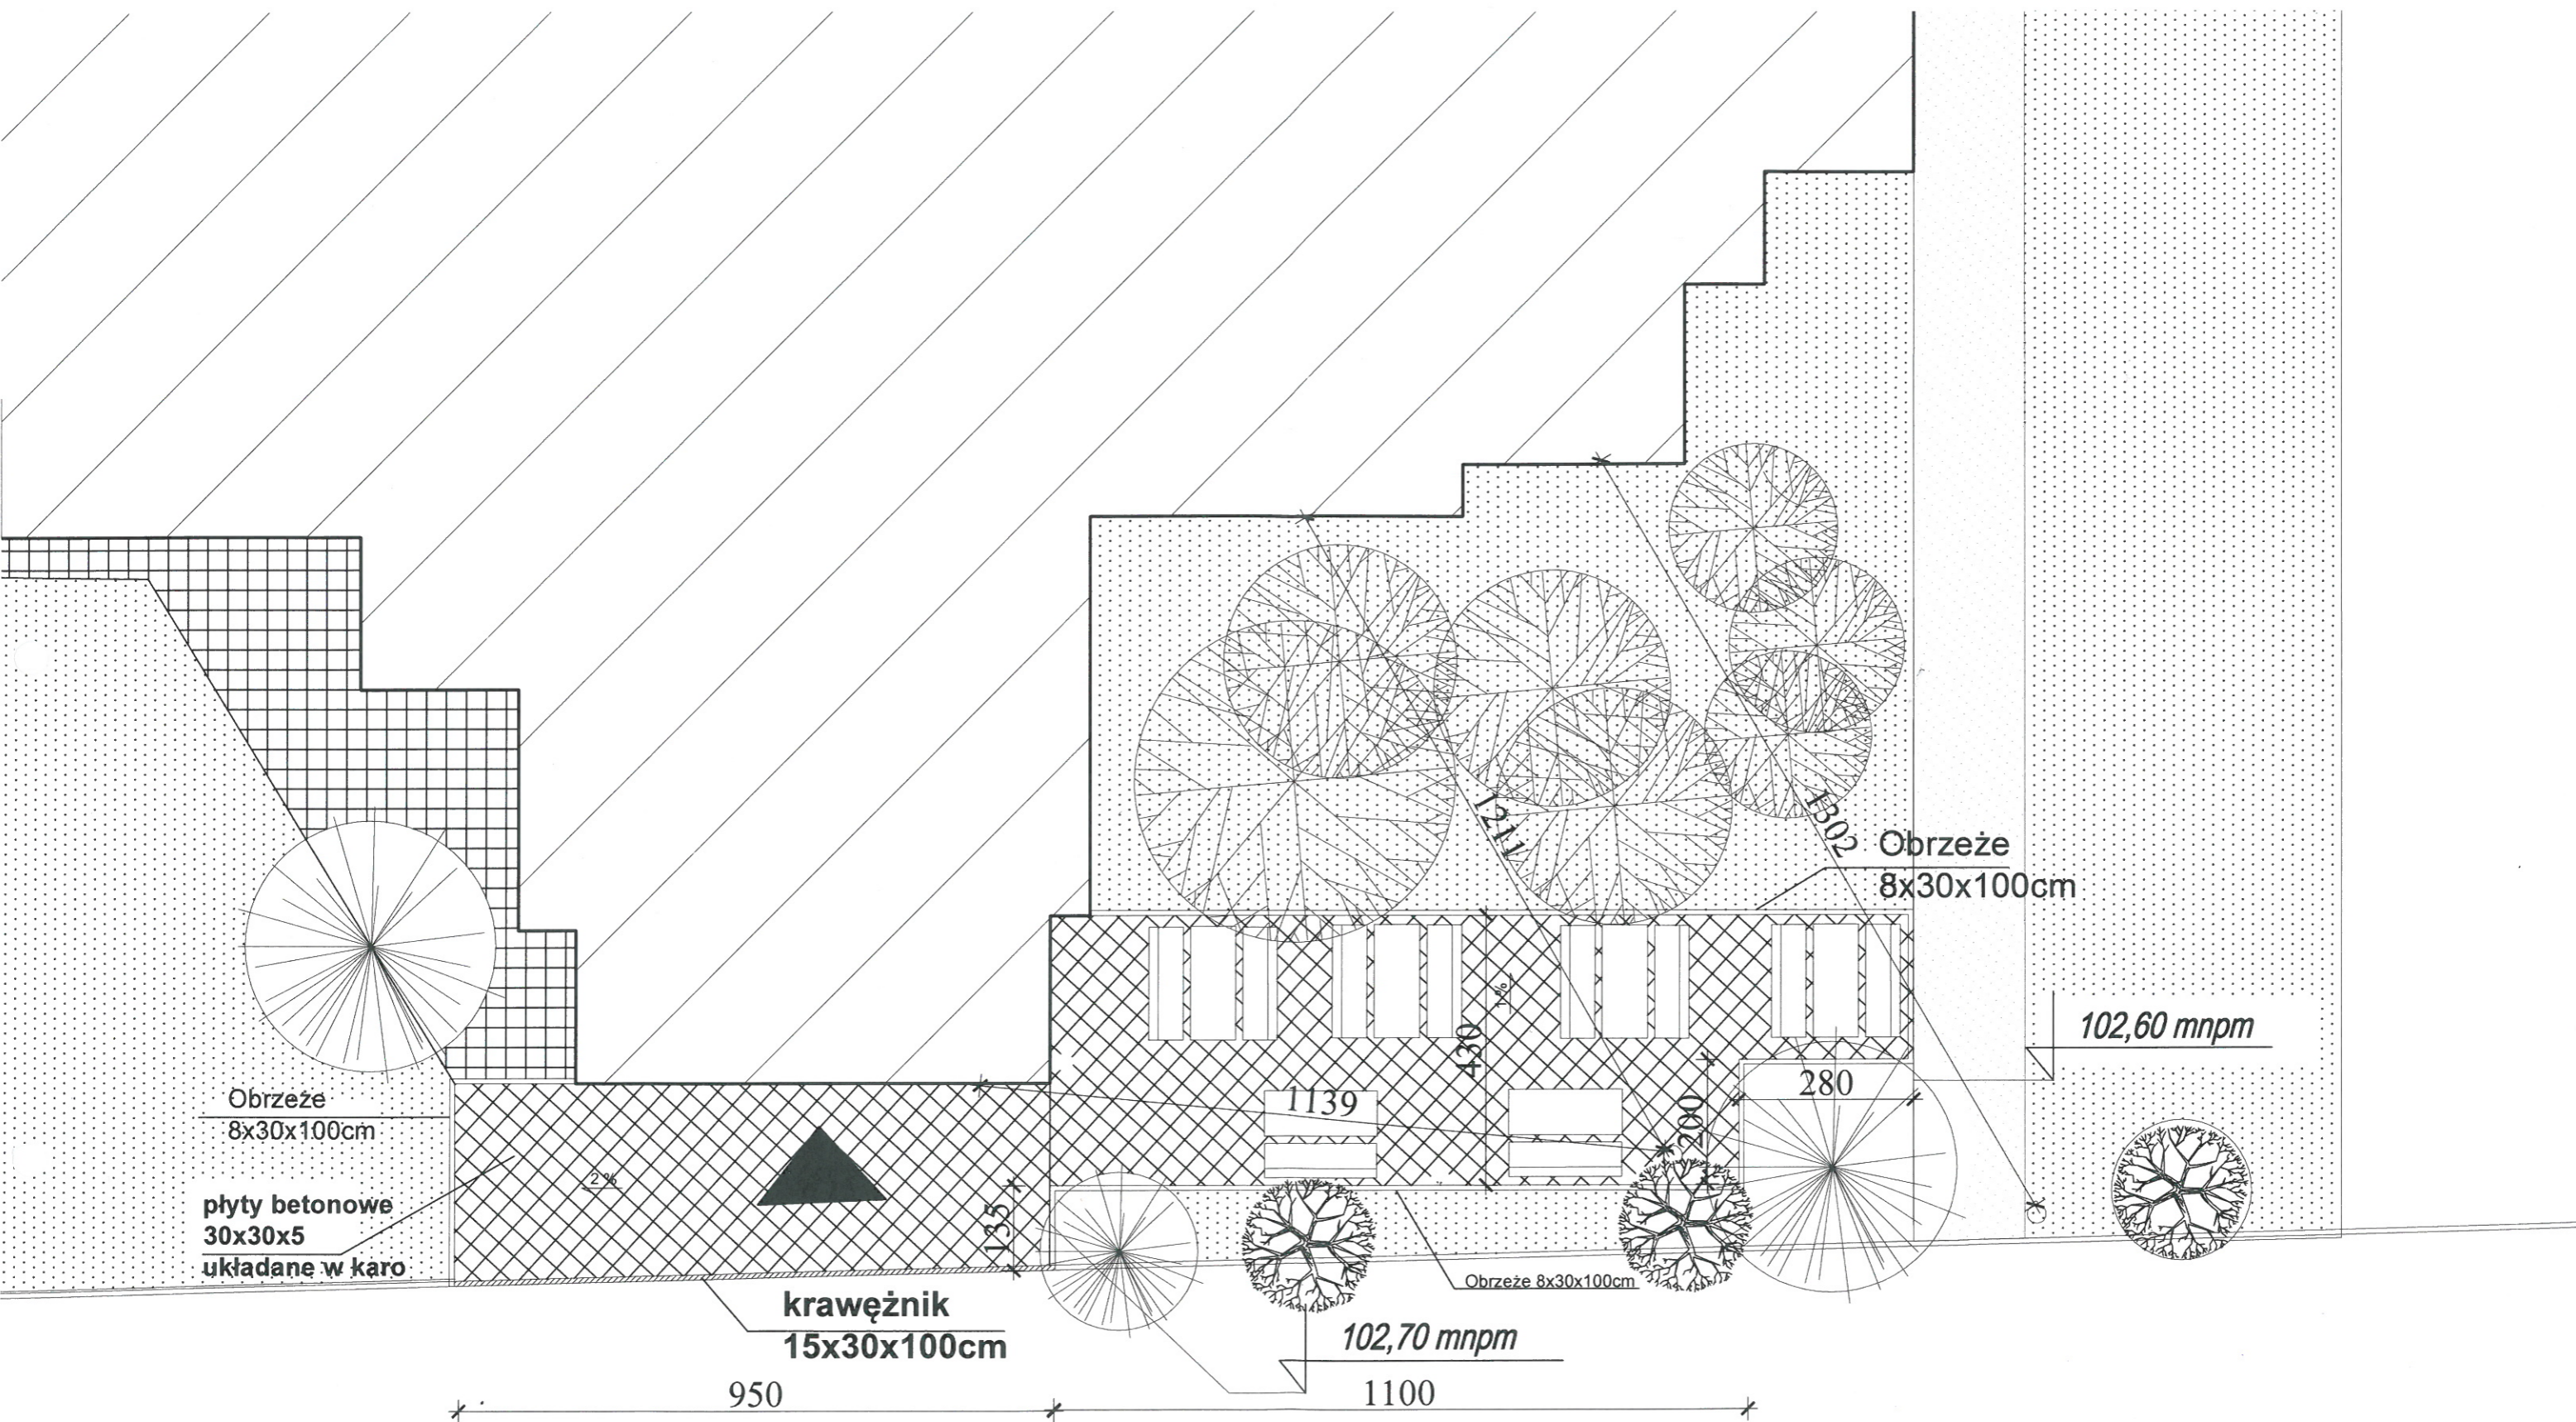 1211
1302
Obrzeże
8x30x100cm
1%
430
102,60 mnpm
280
1139
200
Obrzeże
8x30x100cm
2%
płyty betonowe
30x30x5
układane w karo
135
Obrzeże 8x30x100cm
krawężnik
15x30x100cm
102,70 mnpm
950
1100